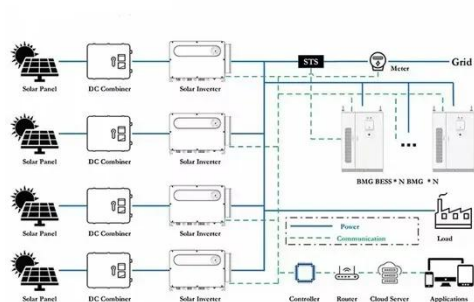 STS
Meter
Grid
Solar Panel
DC Combiner
Solar Inverter
Solar Panel
DC Combiner
Solar Inverter
BMG BESS * N BMG * N
Solar Panel
DC Combiner
Solar Inverter
Power
Communication
Load
Solar Panel
DC Combiner
Solar Inverter
Controller
Router
Cloud Server
Applications